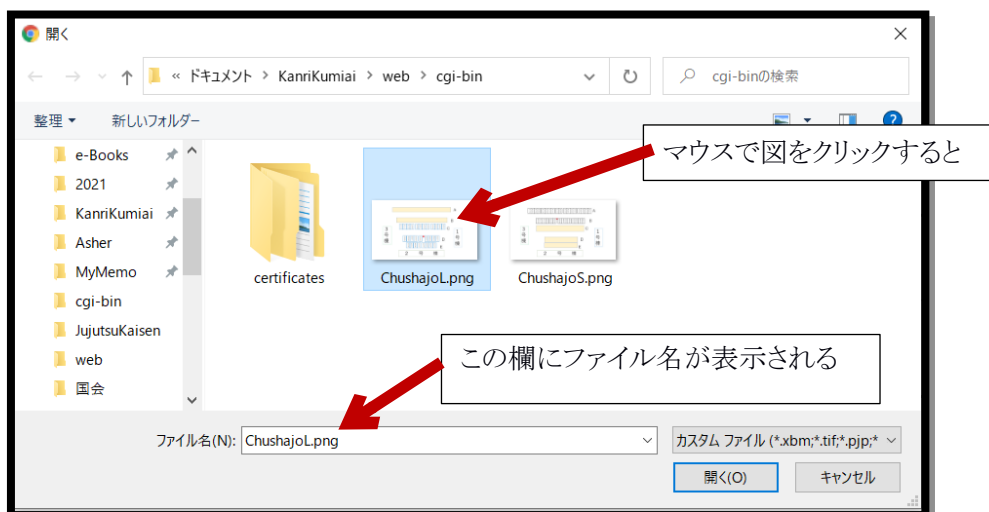 開く
« ドキュメント > KanriKumiai > web > cgi-bin
cgi-binの検索
整理
新しいフォルダー
マウスで図をクリックすると
e-Books
2021
KanriKumiai
Asher
MyMemo
cgi-bin
JujutsuKaisen
web
国会
certificates
ChushajoL.png
ChushajoS.png
この欄にファイル名が表示される
ファイル名(N):
ChushajoL.png
カスタム ファイル (*.xbm;*.tif;*.pjp;*
開く(O)
キャンセル